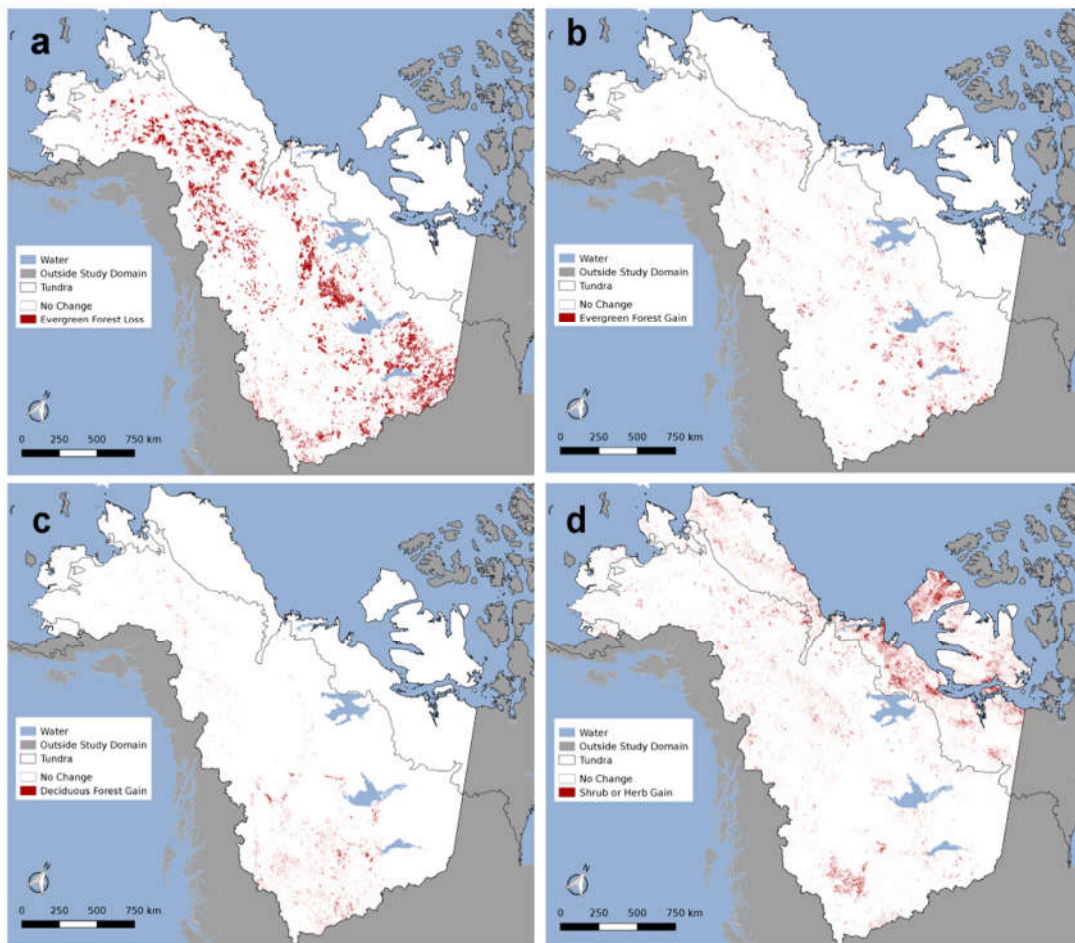 a
Water
Outside Study Domain
Tundra
No Change
Evergreen Forest Loss
N
0 250 500 750 km
b
Water
Outside Study Domain
Tundra
No Change
Evergreen Forest Gain
N
0 250 500 750 km
c
Water
Outside Study Domain
Tundra
No Change
Deciduous Forest Gain
N
0 250 500 750 km
d
Water
Outside Study Domain
Tundra
No Change
Shrub or Herb Gain
N
0 250 500 750 km